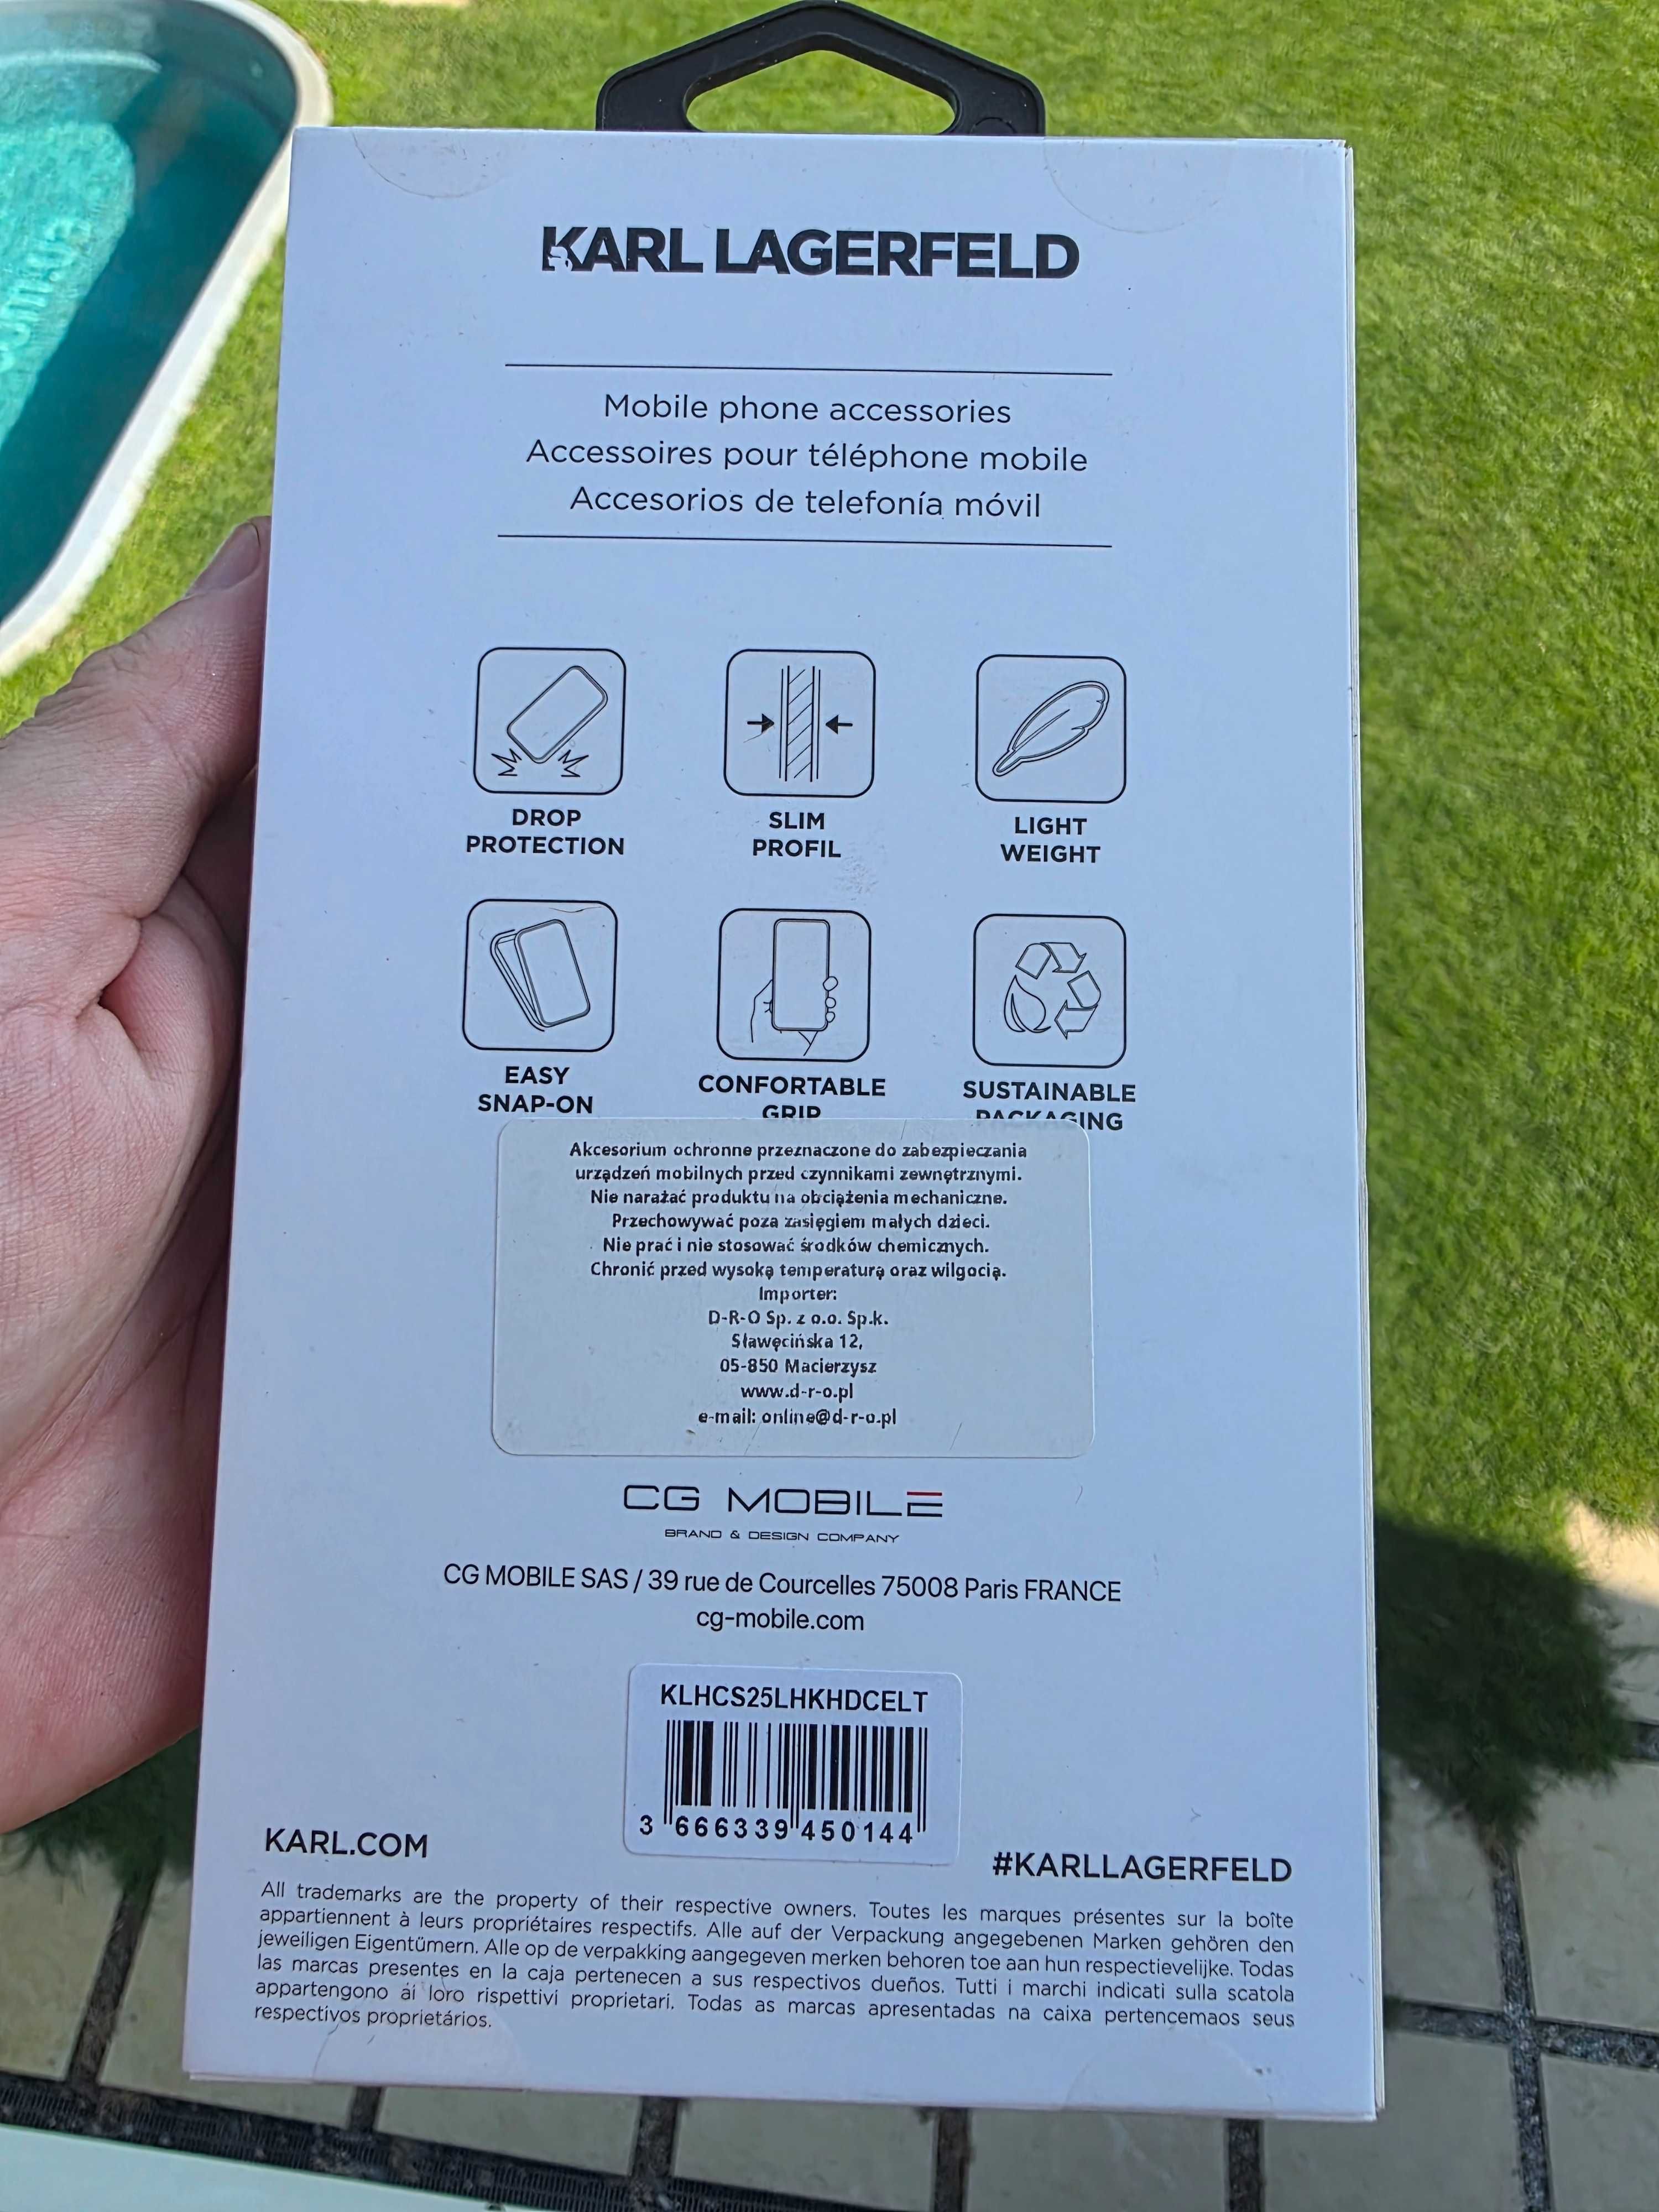 KARL LAGERFELD
Mobile phone accessories
Accessoires pour téléphone mobile
Accesorios de telefonía móvil
DROP
PROTECTION
SLIM
PROFIL
LIGHT
WEIGHT
EASY
SNAP-ON
CONFORTABLE
GRIP
SUSTAINABLE
PACKAGING
Akcesorium ochronne przeznaczone do zabezpieczania
urządzeń mobilnych przed czynnikami zewnętrznymi.
Nie narażać produktu na obciążenia mechaniczne.
Przechowywać poza zasięgiem małych dzieci.
Nie prać i nie stosować środków chemicznych.
Chronić przed wysoką temperaturą oraz wilgocią.
Importer:
D-R-O Sp. z o.o. Sp.k.
Sławęcińska 12,
05-850 Macierzysz
www.d-r-o.pl
e-mail: online@d-r-o.pl
CG MOBILE
BRAND & DESIGN COMPANY
CG MOBILE SAS / 39 rue de Courcelles 75008 Paris FRANCE
cg-mobile.com
KLHCS25LHKHDCELT
3 666339 450144
KARL.COM
#KARLLAGERFELD
All trademarks are the property of their respective owners. Toutes les marques présentes sur la boîte
appartiennent à leurs propriétaires respectifs. Alle auf der Verpackung angegebenen Marken gehören den
jeweiligen Eigentümern. Alle op de verpakking aangegeven merken behoren toe aan hun respectievelijke. Todas
las marcas presentes en la caja pertenecen a sus respectivos dueños. Tutti i marchi indicati sulla scatola
appartengono ai loro rispettivi proprietari. Todas as marcas apresentadas na caixa pertencemaos seus
respectivos proprietários.